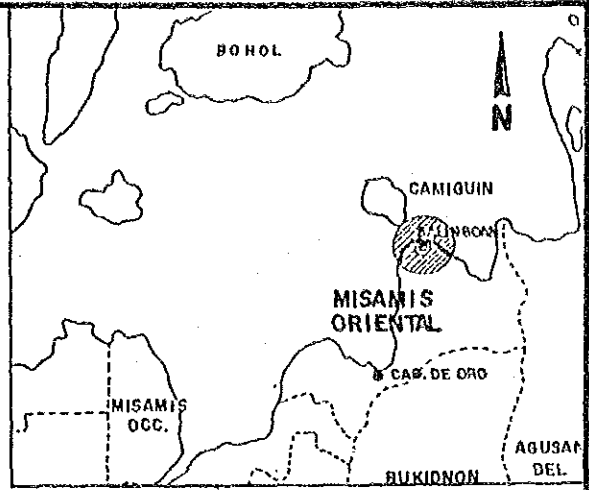 BOHOL
N
CAMIGUIN
MISAMIS
ORIENTAL
CAG. DE ORO
MISAMIS
OCC.
AGUSAN
DEL
BUKIDNON